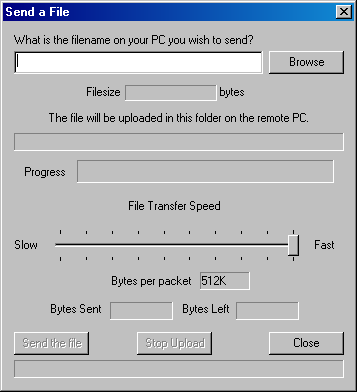 Send a File
What is the filename on your PC you wish to send?
Browse
Filesize bytes
The file will be uploaded in this folder on the remote PC.
Progress
File Transfer Speed
Slow Fast
Bytes per packet 512K
Bytes Sent Bytes Left
Send the file Stop Upload Close